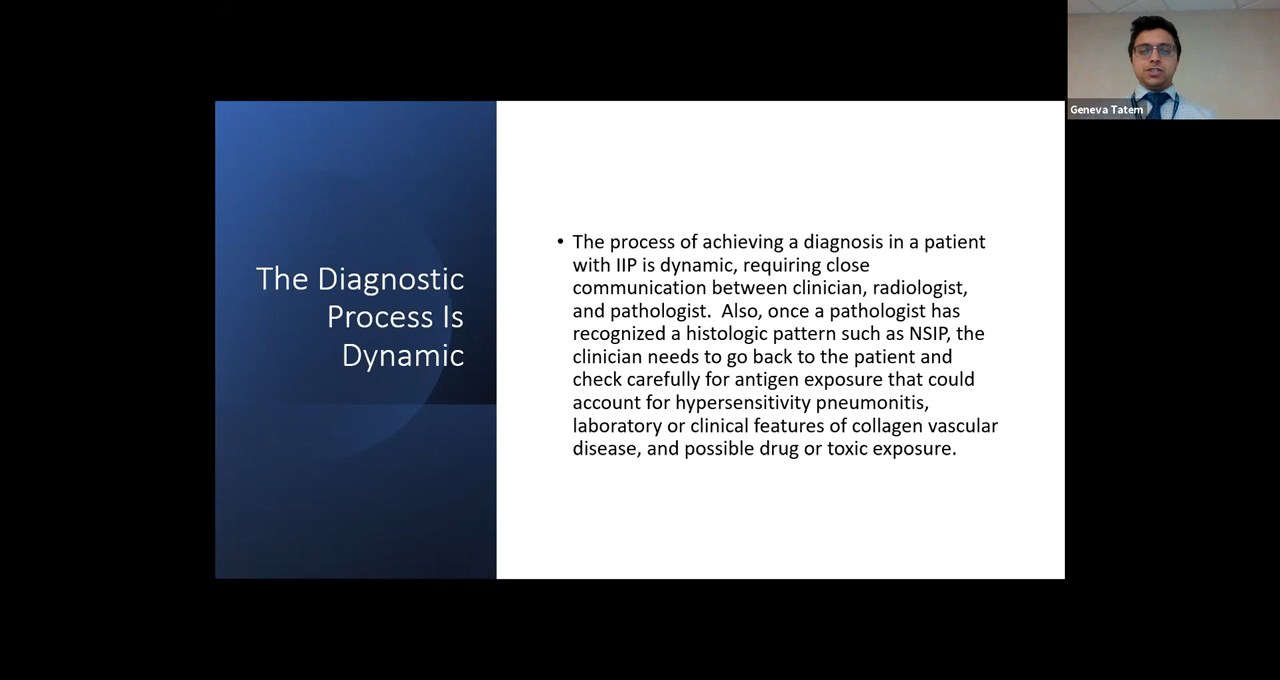 The Diagnostic
Process Is
Dynamic
• The process of achieving a diagnosis in a patient
with IIP is dynamic, requiring close
communication between clinician, radiologist,
and pathologist.  Also, once a pathologist has
recognized a histologic pattern such as NSIP, the
clinician needs to go back to the patient and
check carefully for antigen exposure that could
account for hypersensitivity pneumonitis,
laboratory or clinical features of collagen vascular
disease, and possible drug or toxic exposure.
Geneva Tatem